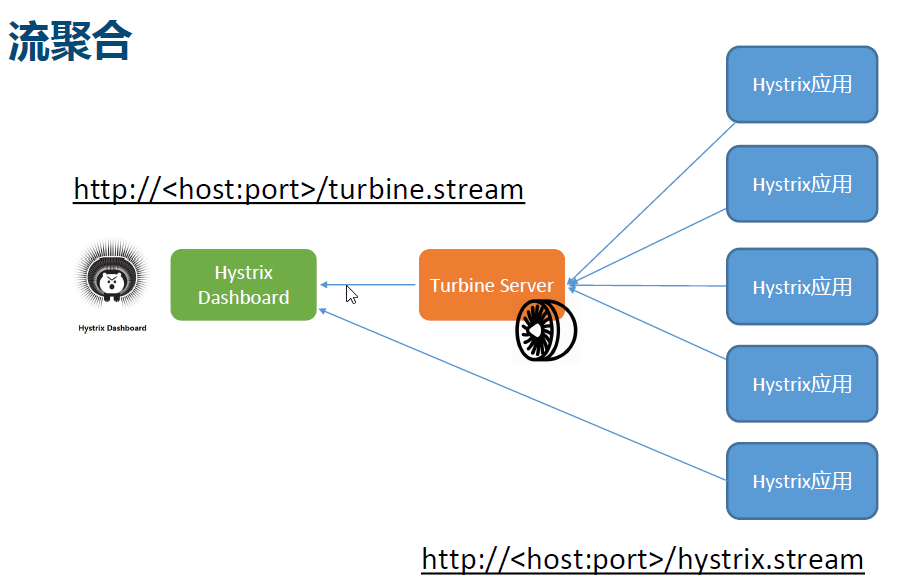 流聚合
Hystrix应用
Hystrix应用
http://<host:port>/turbine.stream
Hystrix
Dashboard
Turbine Server
Hystrix应用
Hystrix Dashboard
Hystrix应用
Hystrix应用
http://<host:port>/hystrix.stream